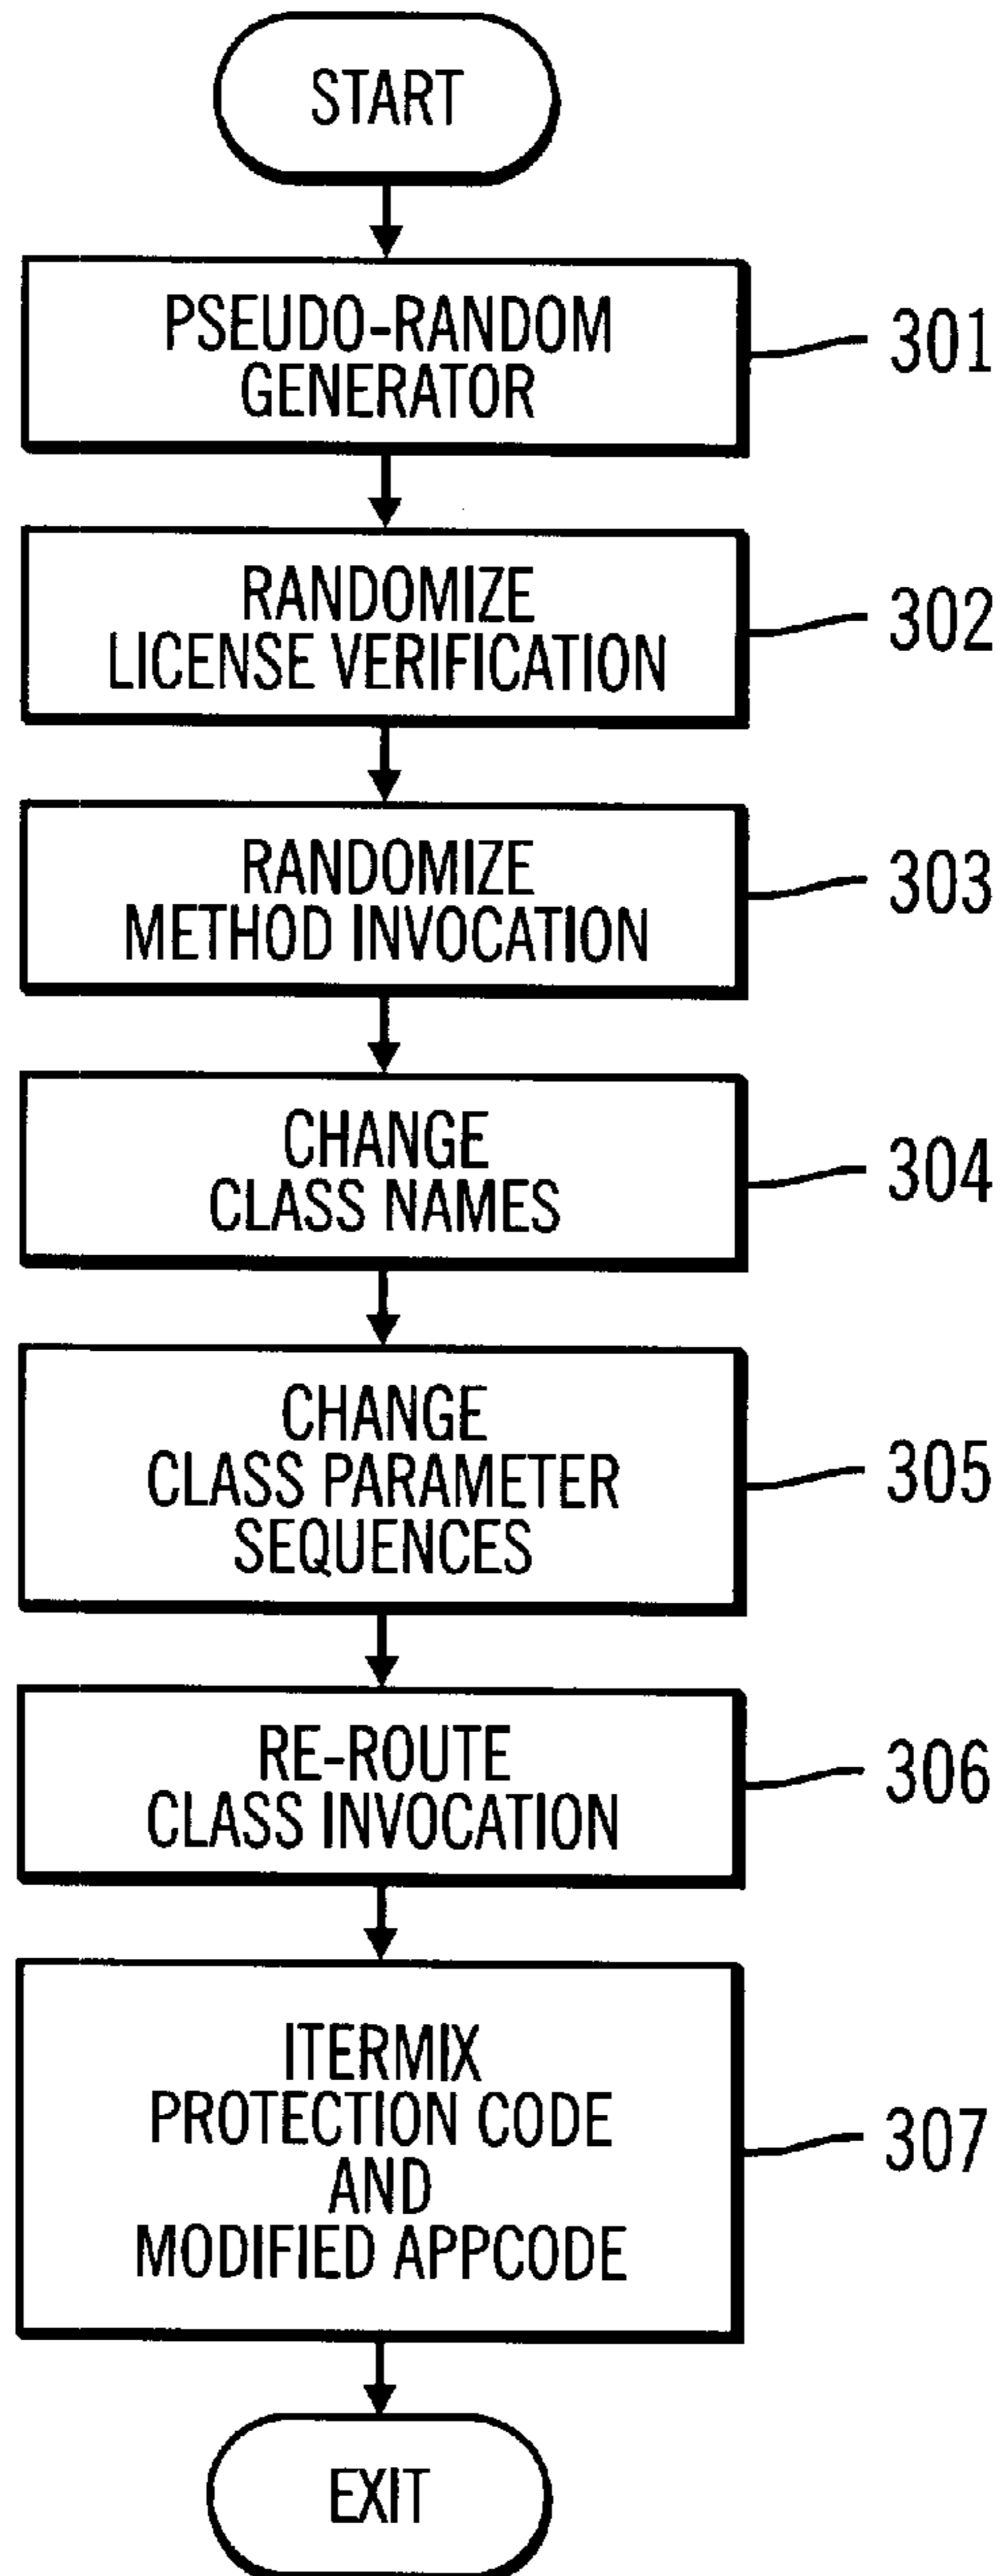 START
PSEUDO-RANDOM
GENERATOR
301
RANDOMIZE
LICENSE VERIFICATION
302
RANDOMIZE
METHOD INVOCATION
303
CHANGE
CLASS NAMES
304
CHANGE
CLASS PARAMETER
SEQUENCES
305
RE-ROUTE
CLASS INVOCATION
306
ITERMIX
PROTECTION CODE
AND
MODIFIED APPCODE
307
EXIT